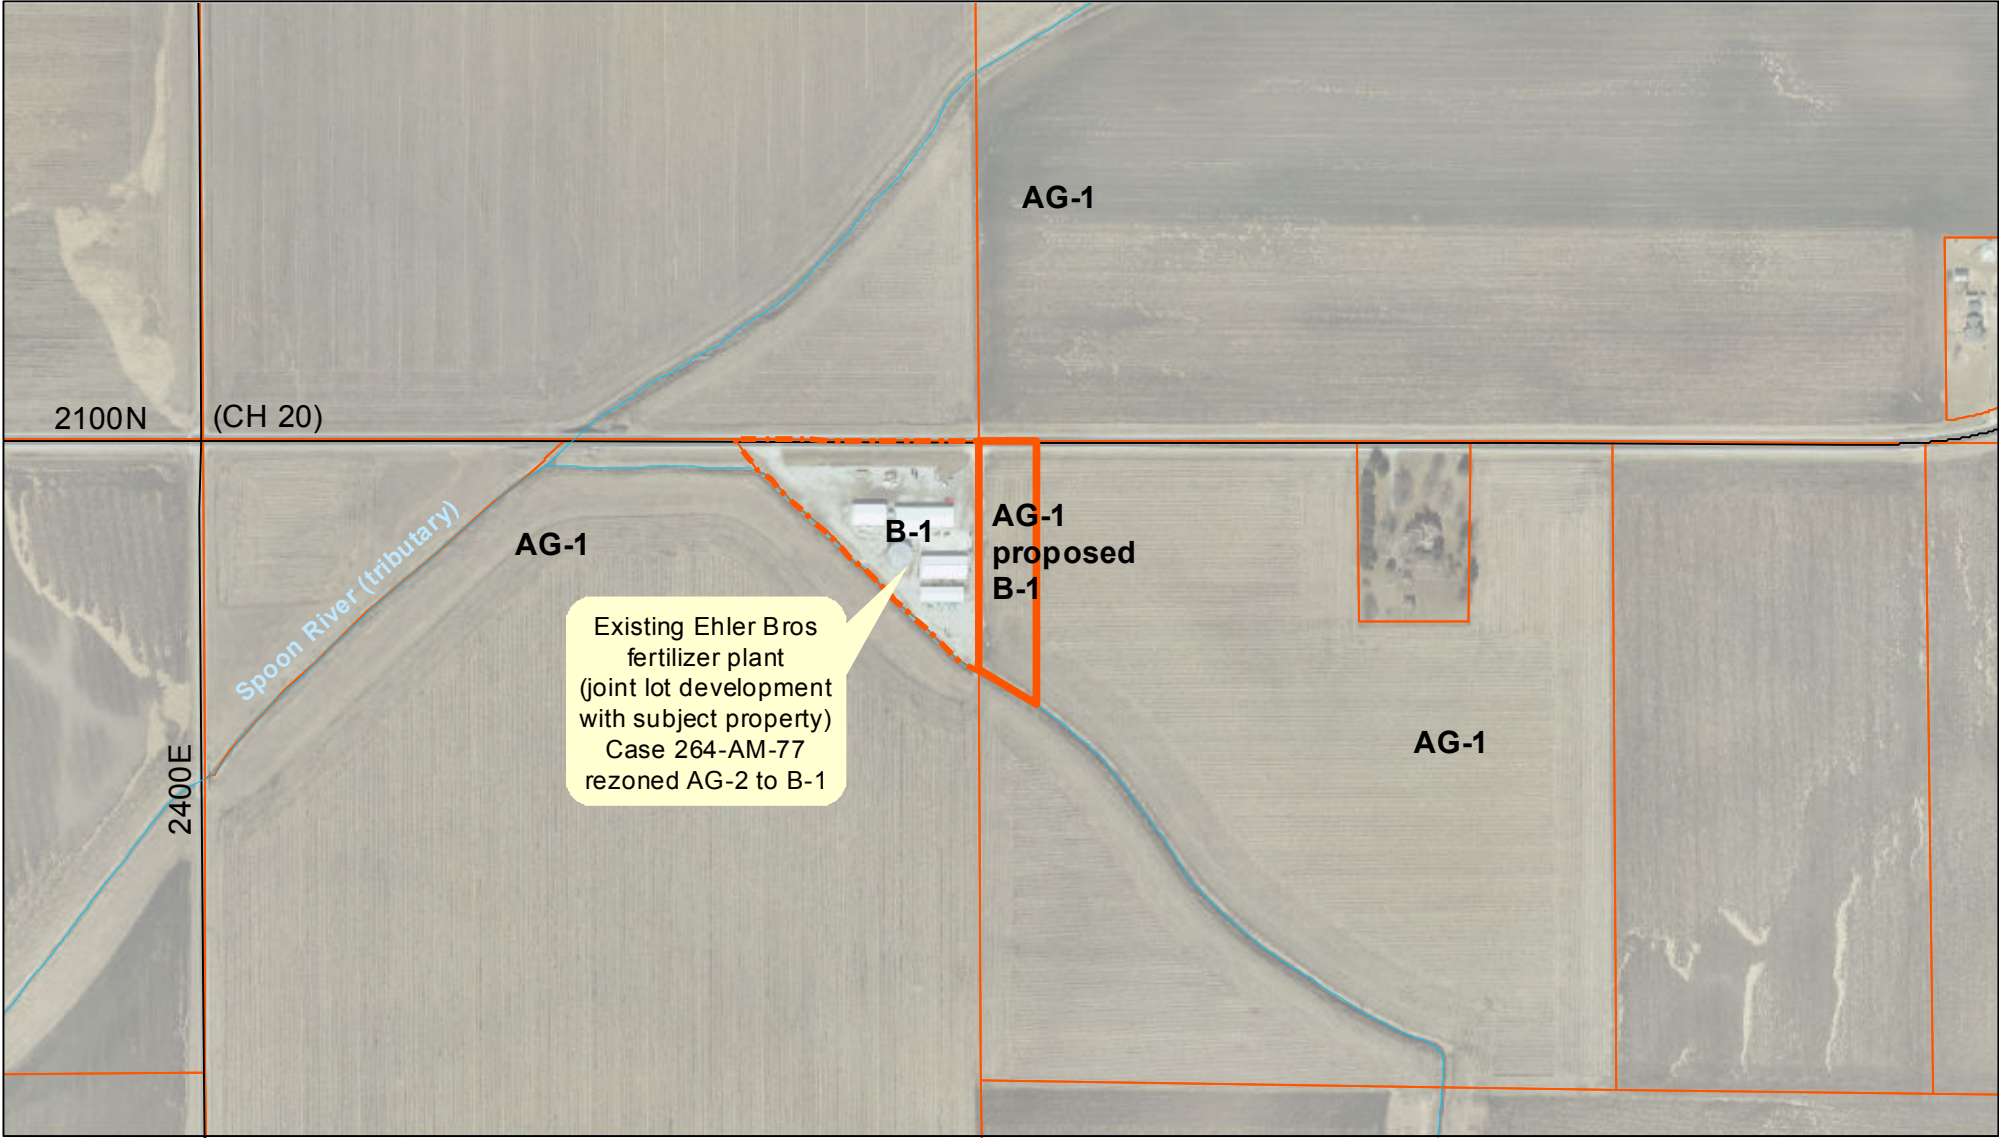 AG-1
2100N
(CH 20)
Spoon River (tributary)
AG-1
B-1
AG-1
proposed
B-1
Existing Ehler Bros
fertilizer plant
(joint lot development
with subject property)
Case 264-AM-77
rezoned AG-2 to B-1
AG-1
2400E